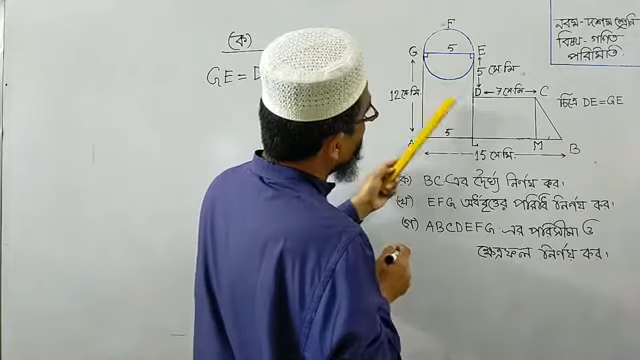 নবম-দশম শ্রেণি
বিষয়- গণিত
পরিমিতি
(ক)
GE = D
F
G 5 E
5 সে.মি
12 সে.মি
D 7 সে.মি C
চিত্রে DE=GE
5
M B
15 সে.মি.
(ক) BC এর দৈর্ঘ্য নির্ণয় কর।
(খ) EFG অর্ধবৃত্তের পরিধি নির্ণয় কর.
(গ) ABCDEFG এর পরিসীমা ও
ক্ষেত্রফল নির্ণয় কর।